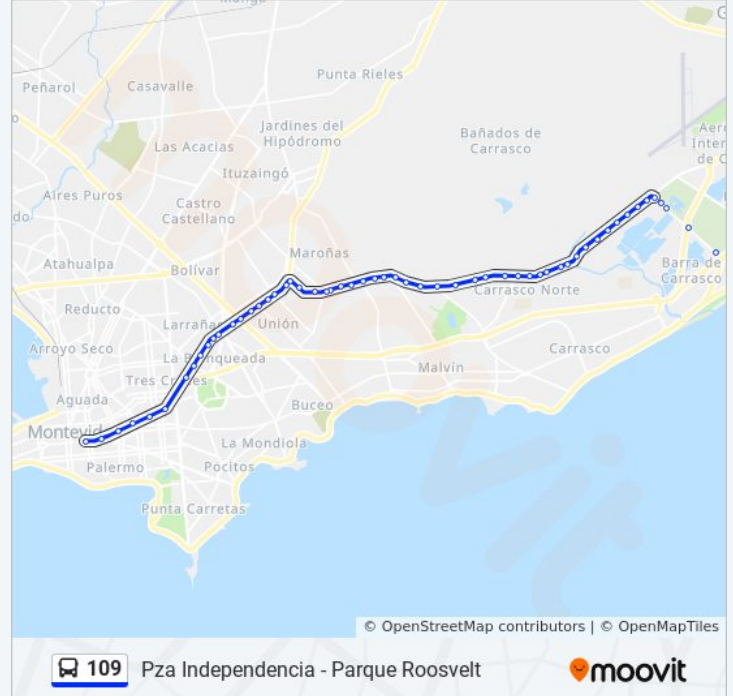 Punta Rieles
Peñarol
Casavalle
Jardines del
Hipódromo
Bañados de
Carrasco
Las Acacias
Ituzaingó
Aires Puros
Castro
Castellano
Maroñas
Atahualpa
Bolívar
Barra de
Carrasco
Carrasco Norte
Reducto
Larraña
Unión
Arroyo Seco
La Blanqueada
Malvín
Carrasco
Tres Cruces
Aguada
Buceo
Montevid
La Mondiola
Palermo
Pocitos
Punta Carretas
© OpenStreetMap contributors | © OpenMapTiles
109 Pza Independencia - Parque Roosvelt
moovit